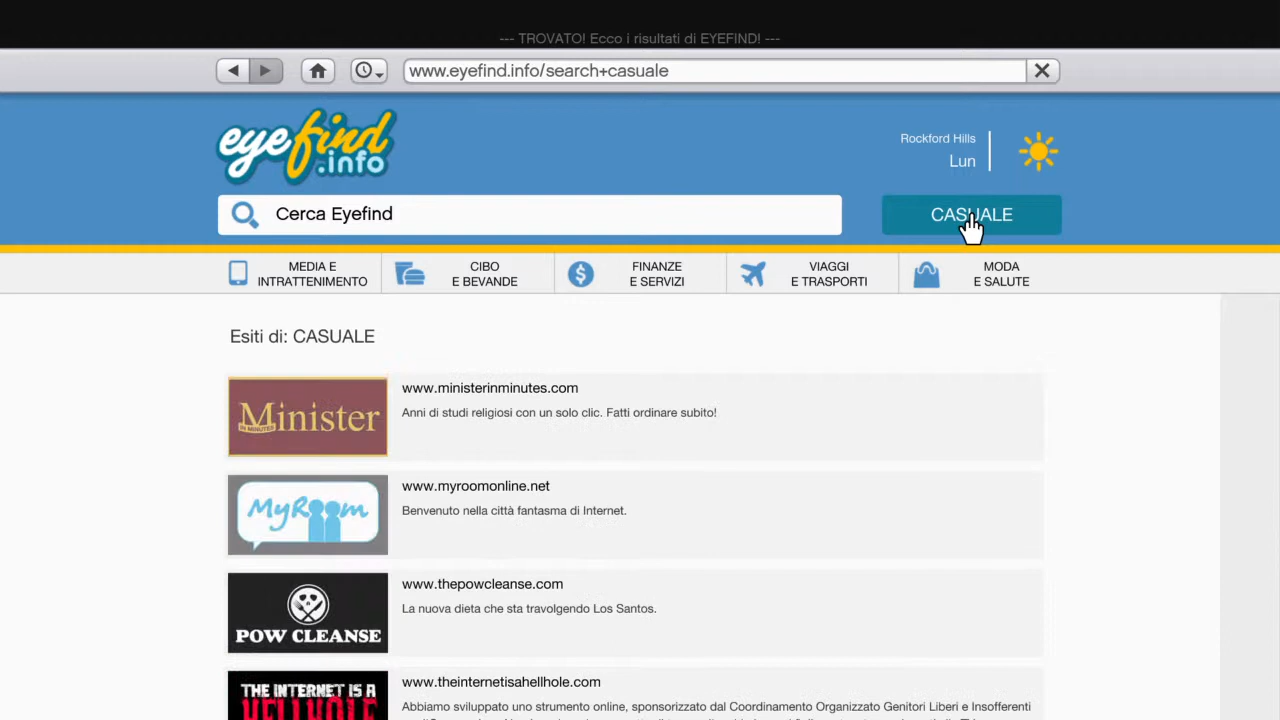 --- TROVATO! Ecco i risultati di EYEFIND! ---
www.eyefind.info/search+casuale
eyefind
.info
Rockford Hills
Lun
Cerca Eyefind
CASUALE
MEDIA E
INTRATTENIMENTO
CIBO
E BEVANDE
FINANZE
E SERVIZI
VIAGGI
E TRASPORTI
MODA
E SALUTE
Esiti di: CASUALE
Minister
IN MINUTES
www.ministerinminutes.com
Anni di studi religiosi con un solo clic. Fatti ordinare subito!
MyRoom
www.myroomonline.net
Benvenuto nella città fantasma di Internet.
POW CLEANSE
www.thepowcleanse.com
La nuova dieta che sta travolgendo Los Santos.
THE INTERNET IS A
HELLHOLE
www.theinternetisahellhole.com
Abbiamo sviluppato uno strumento online, sponsorizzato dal Coordinamento Organizzato Genitori Liberi e Insofferenti